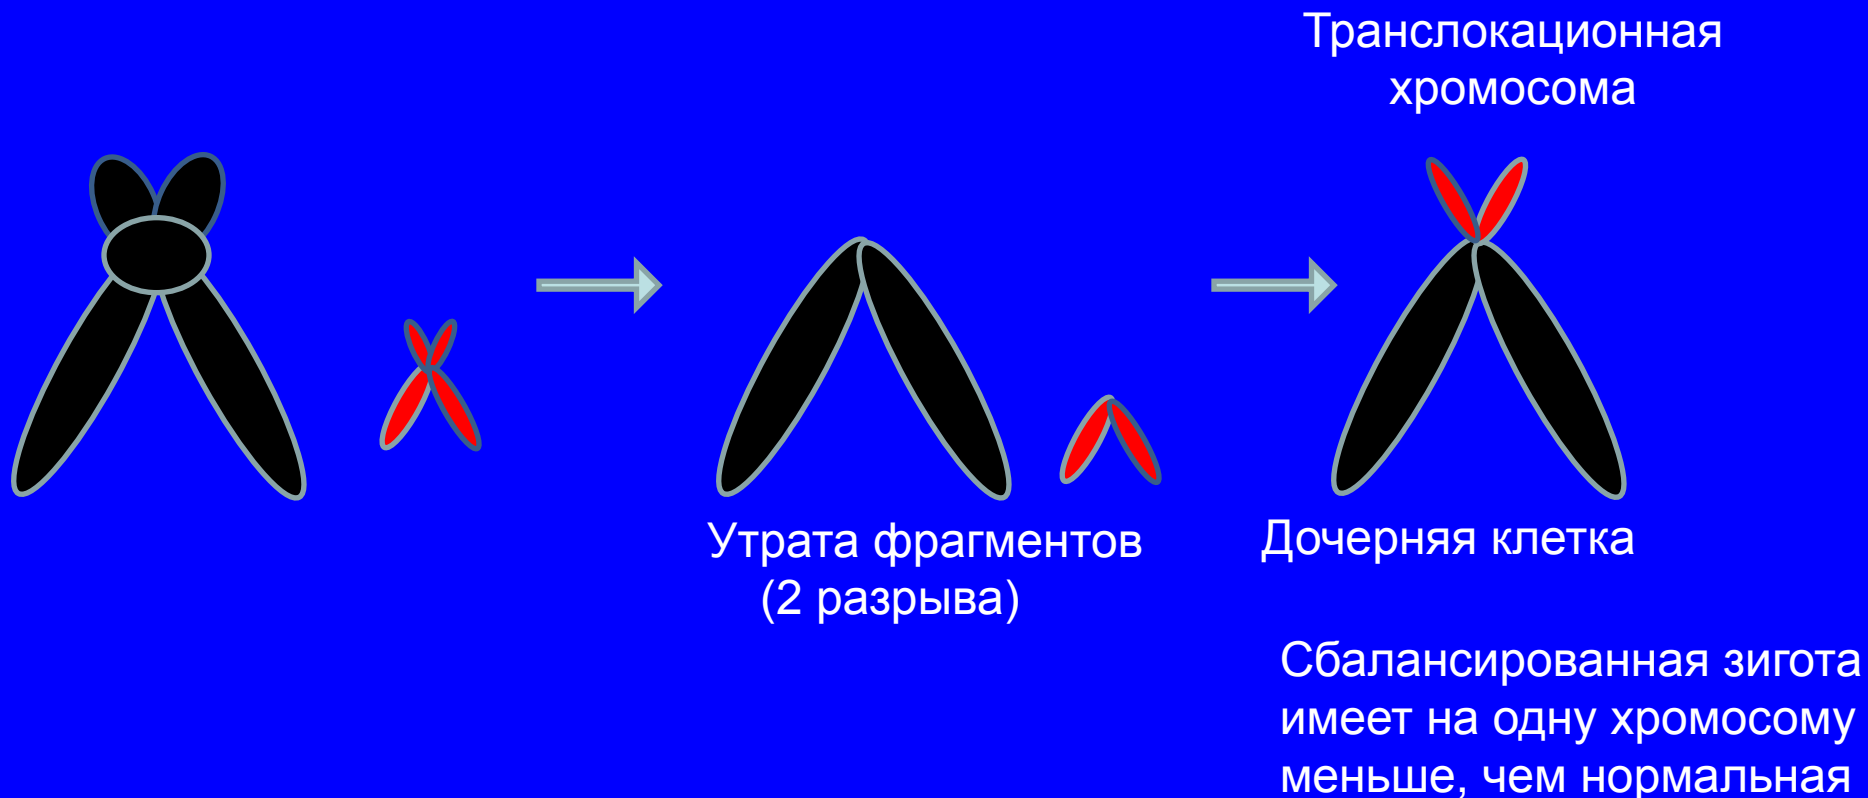 Транслокационная
хромосома
Утрата фрагментов
(2 разрыва)
Дочерняя клетка
Сбалансированная зигота
имеет на одну хромосому
меньше, чем нормальная